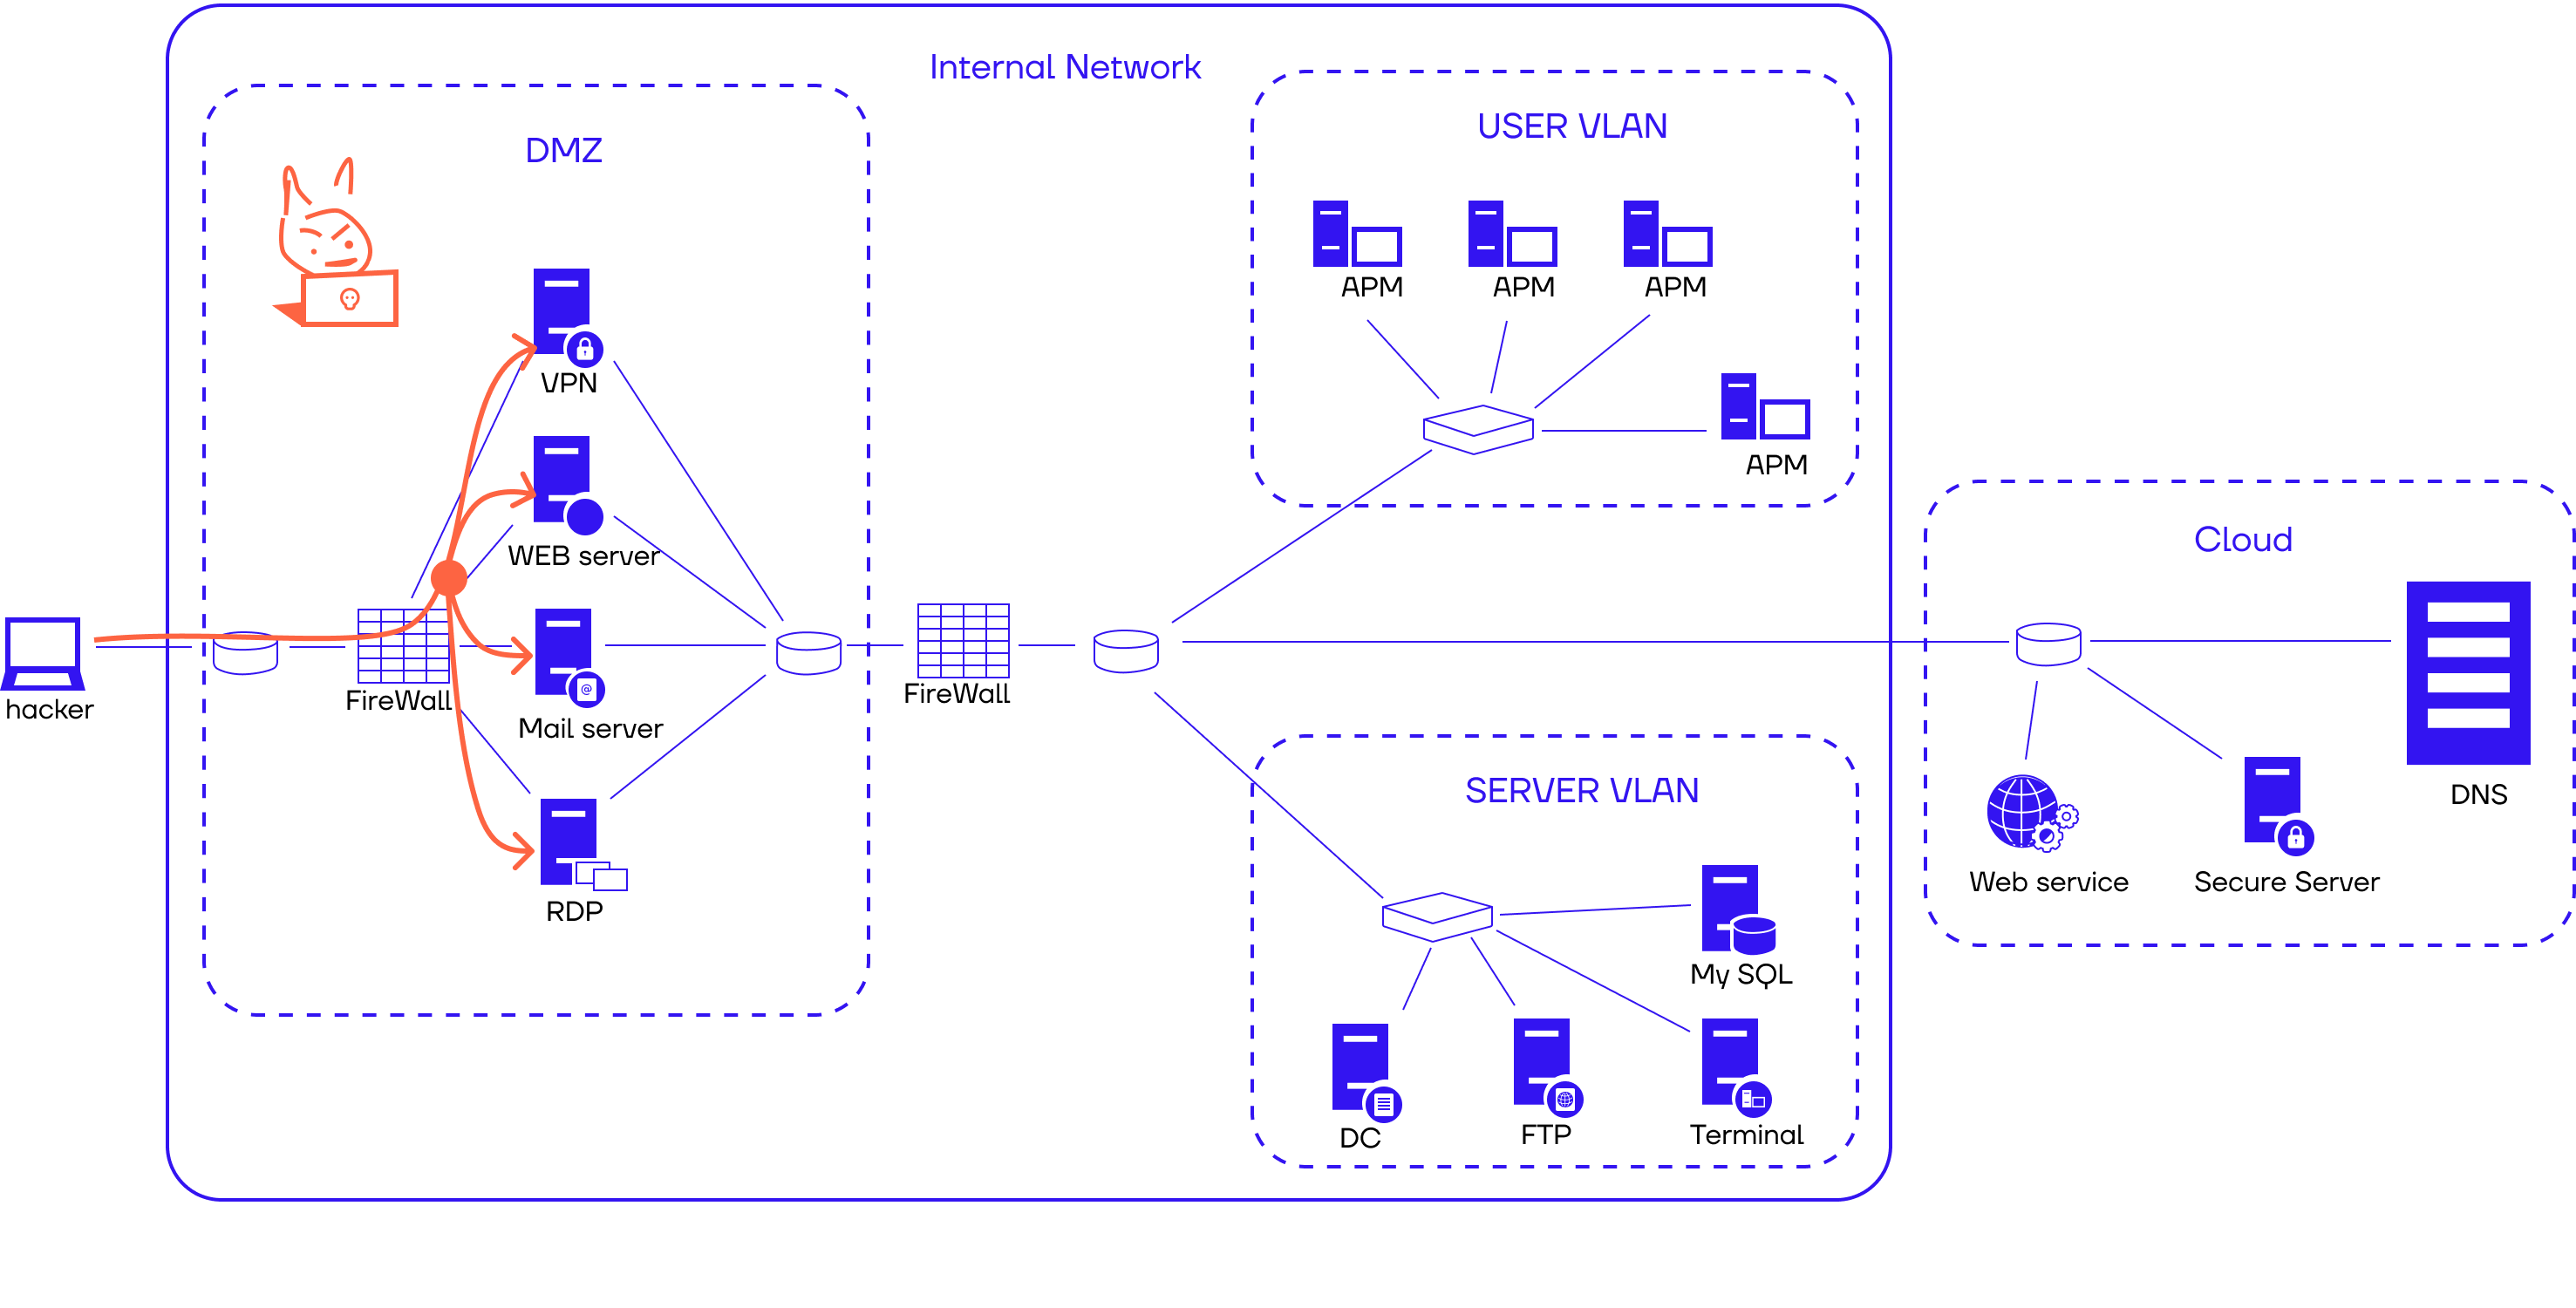 Internal Network
DMZ
USER VLAN
VPN
WEB server
Mail server
@
RDP
hacker
FireWall
FireWall
APM
APM
APM
APM
Cloud
DNS
Web service
Secure Server
SERVER VLAN
My SQL
DC
FTP
Terminal